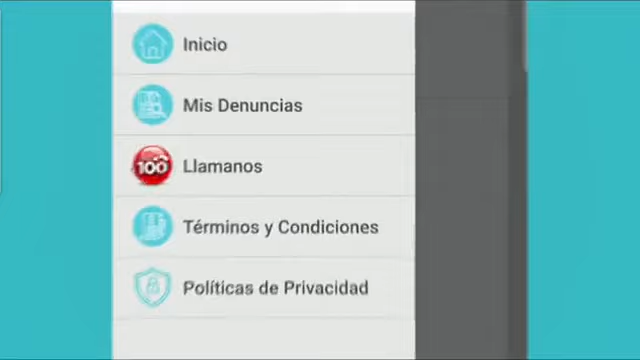 Inicio
Mis Denuncias
100
Llamanos
Términos y Condiciones
Políticas de Privacidad